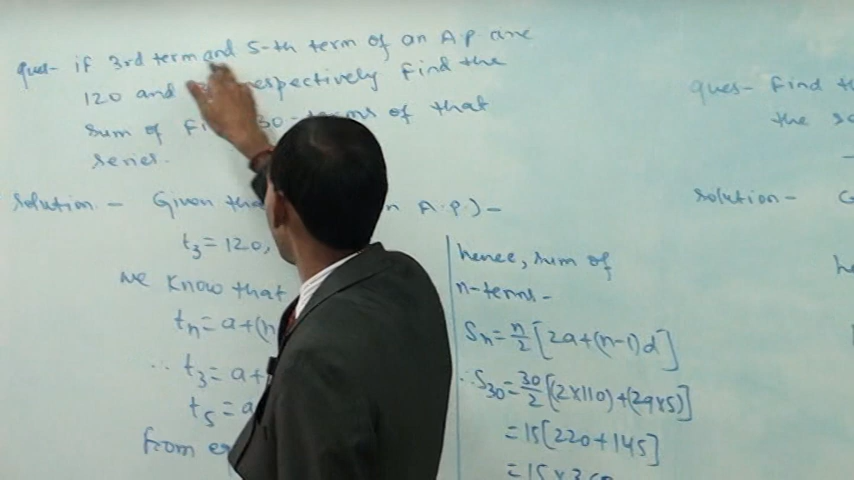 ques- if 3rd term and 5-th term of an A.P are
120 and respectively find the
sum of 30-terms of that
series.
solution - Given A.P.)-
t₃ = 120,
we know that
tₙ = a+(n
∴ t₃ = a+
t₅ = a
from
hence, sum of
n-terms-
Sₙ = n/2 [2a+(n-1)d]
∴ S₃₀ = 30/2 [(2×110)+(29×5)]
= 15[220+145]
= 15×
ques- Find
the
solution-